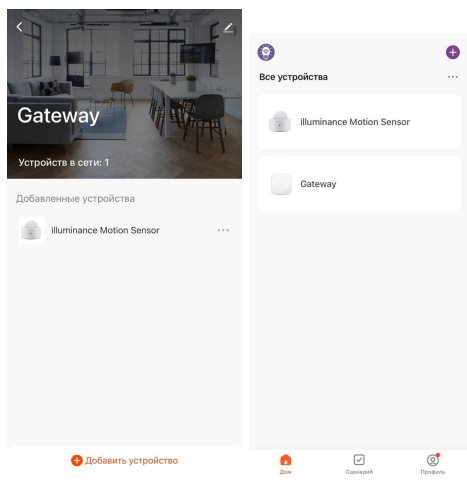 Gateway
Устройств в сети: 1
Добавленные устройства
illuminance Motion Sensor
Добавить устройство
Все устройства
illuminance Motion Sensor
Gateway
Дом
Сценарий
Профиль